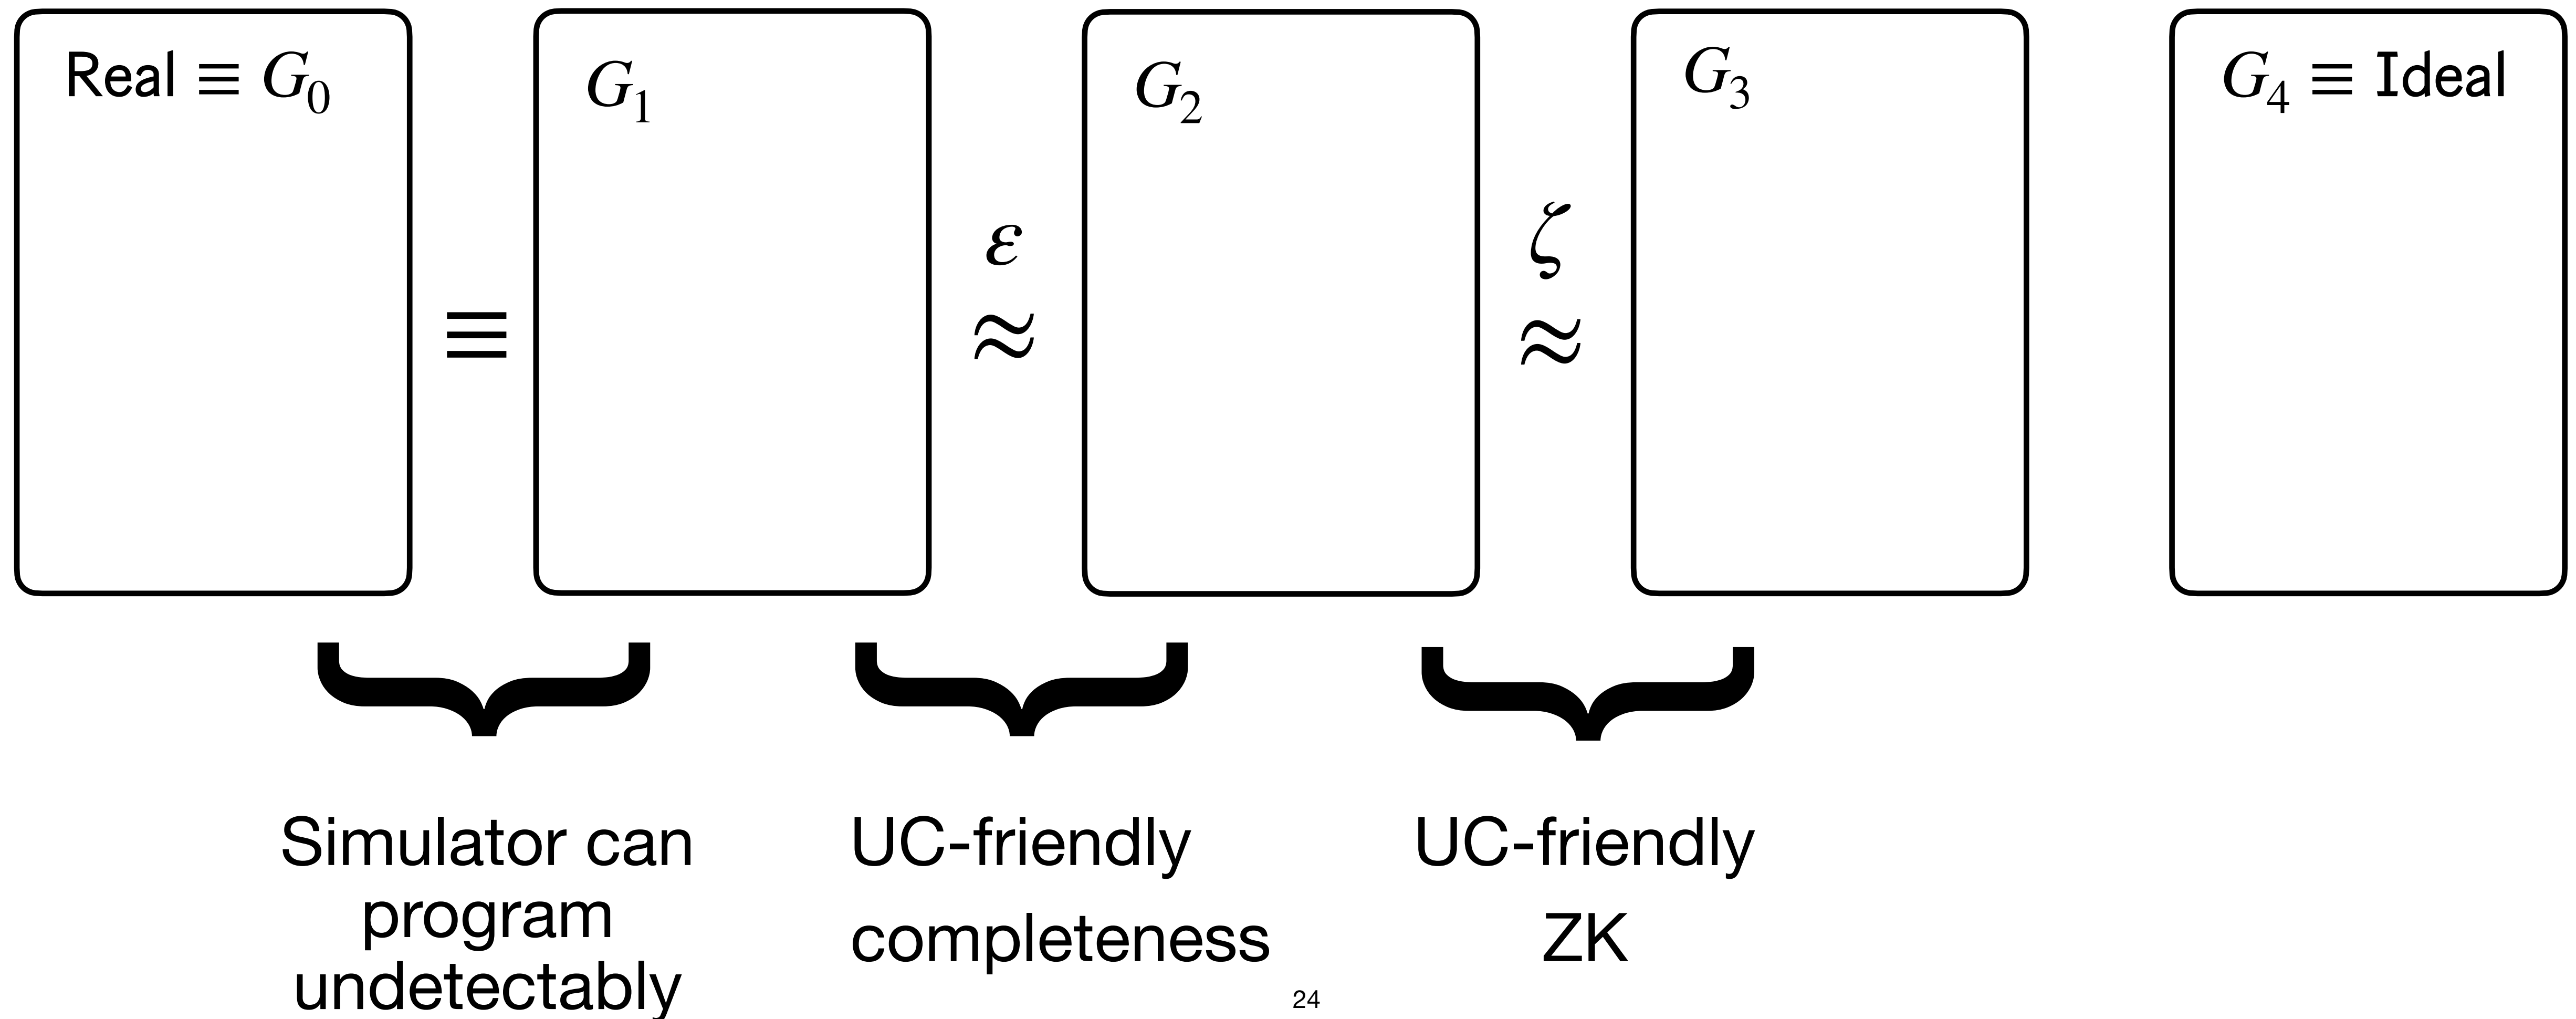 Real ≡ G₀
G₁
G₂
G₃
G₄ ≡ Ideal
ε
ζ
≡
≈
≈
Simulator can
program
undetectably
UC-friendly
completeness
UC-friendly
ZK
24